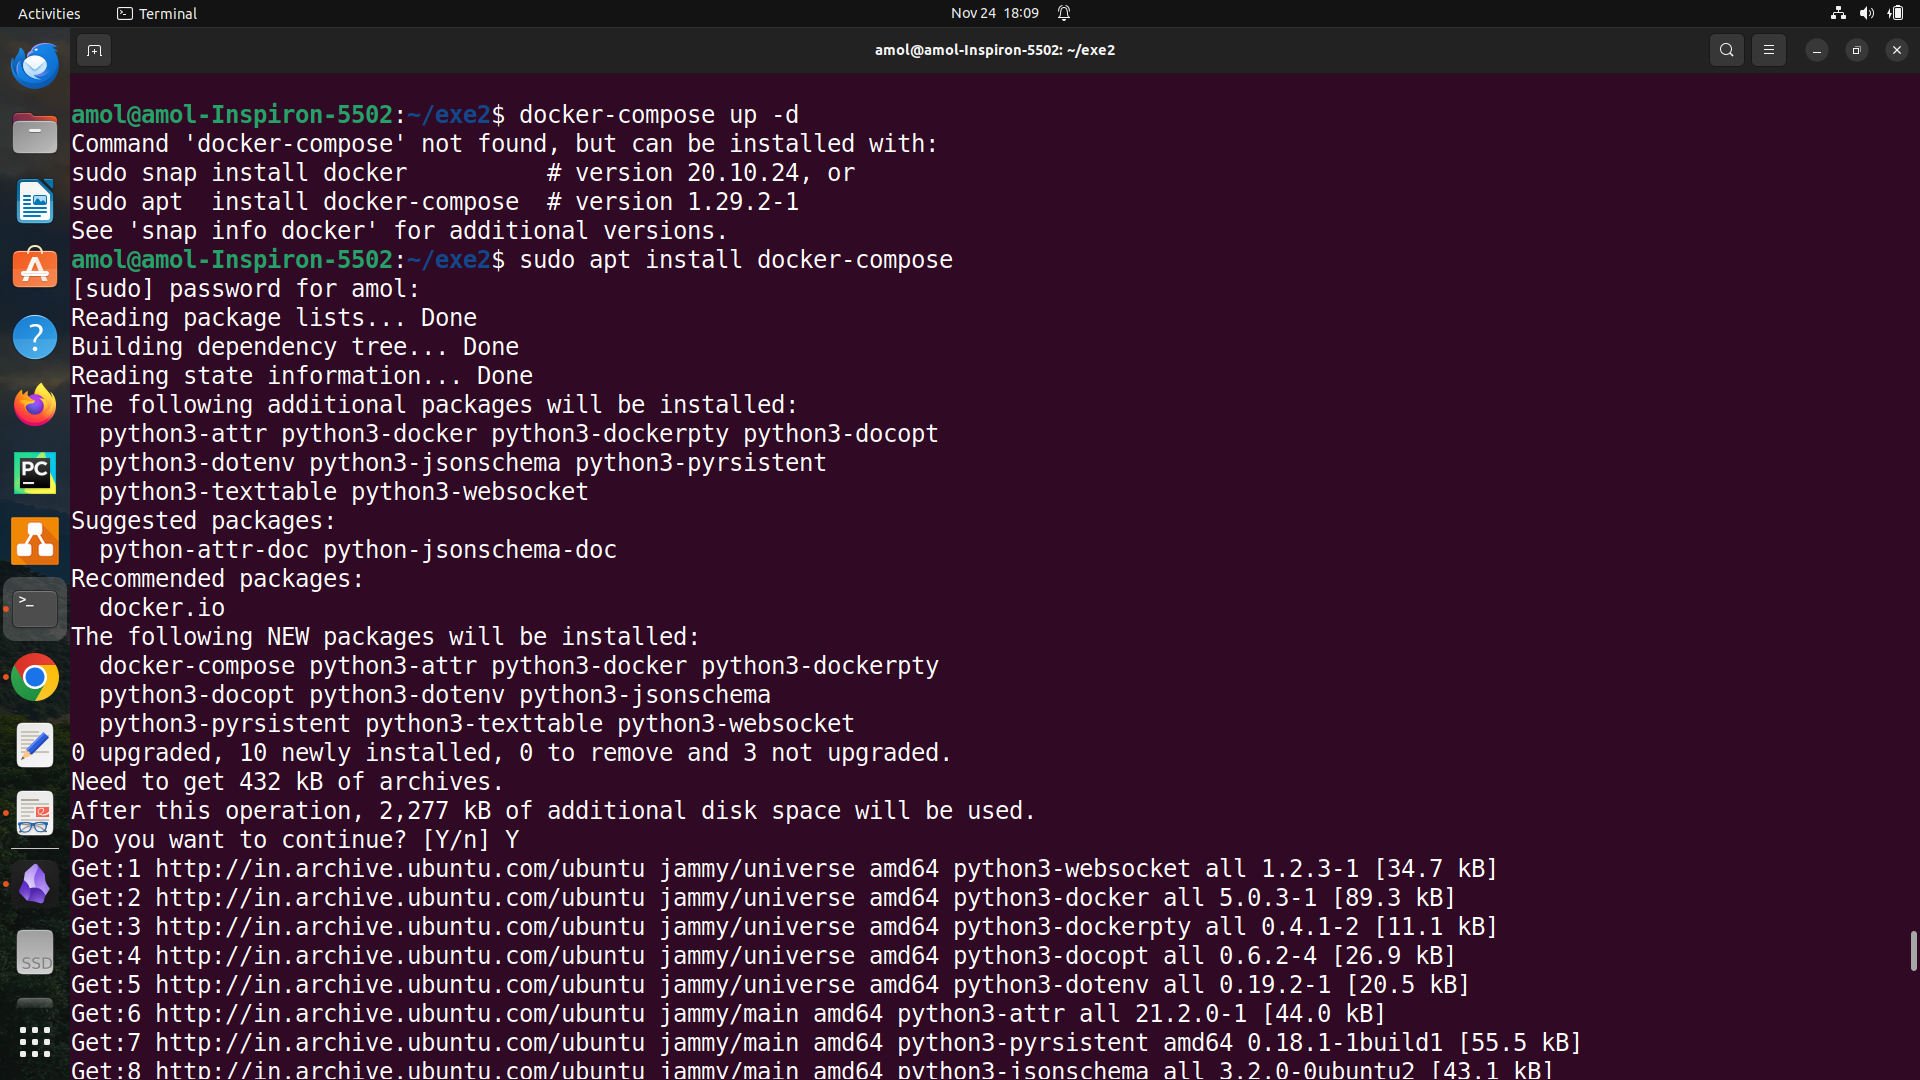 Activities
Terminal
Nov 24 18:09
amol@amol-Inspiron-5502: ~/exe2
amol@amol-Inspiron-5502:~/exe2$ docker-compose up -d
Command 'docker-compose' not found, but can be installed with:
sudo snap install docker          # version 20.10.24, or
sudo apt  install docker-compose  # version 1.29.2-1
See 'snap info docker' for additional versions.
amol@amol-Inspiron-5502:~/exe2$ sudo apt install docker-compose
[sudo] password for amol:
Reading package lists... Done
Building dependency tree... Done
Reading state information... Done
The following additional packages will be installed:
  python3-attr python3-docker python3-dockerpty python3-docopt
  python3-dotenv python3-jsonschema python3-pyrsistent
  python3-texttable python3-websocket
Suggested packages:
  python-attr-doc python-jsonschema-doc
Recommended packages:
  docker.io
The following NEW packages will be installed:
  docker-compose python3-attr python3-docker python3-dockerpty
  python3-docopt python3-dotenv python3-jsonschema
  python3-pyrsistent python3-texttable python3-websocket
0 upgraded, 10 newly installed, 0 to remove and 3 not upgraded.
Need to get 432 kB of archives.
After this operation, 2,277 kB of additional disk space will be used.
Do you want to continue? [Y/n] Y
Get:1 http://in.archive.ubuntu.com/ubuntu jammy/universe amd64 python3-websocket all 1.2.3-1 [34.7 kB]
Get:2 http://in.archive.ubuntu.com/ubuntu jammy/universe amd64 python3-docker all 5.0.3-1 [89.3 kB]
Get:3 http://in.archive.ubuntu.com/ubuntu jammy/universe amd64 python3-dockerpty all 0.4.1-2 [11.1 kB]
Get:4 http://in.archive.ubuntu.com/ubuntu jammy/universe amd64 python3-docopt all 0.6.2-4 [26.9 kB]
Get:5 http://in.archive.ubuntu.com/ubuntu jammy/universe amd64 python3-dotenv all 0.19.2-1 [20.5 kB]
Get:6 http://in.archive.ubuntu.com/ubuntu jammy/main amd64 python3-attr all 21.2.0-1 [44.0 kB]
Get:7 http://in.archive.ubuntu.com/ubuntu jammy/main amd64 python3-pyrsistent amd64 0.18.1-1build1 [55.5 kB]
Get:8 http://in.archive.ubuntu.com/ubuntu jammy/main amd64 python3-jsonschema all 3.2.0-0ubuntu2 [43.1 kB]
PC
SSD